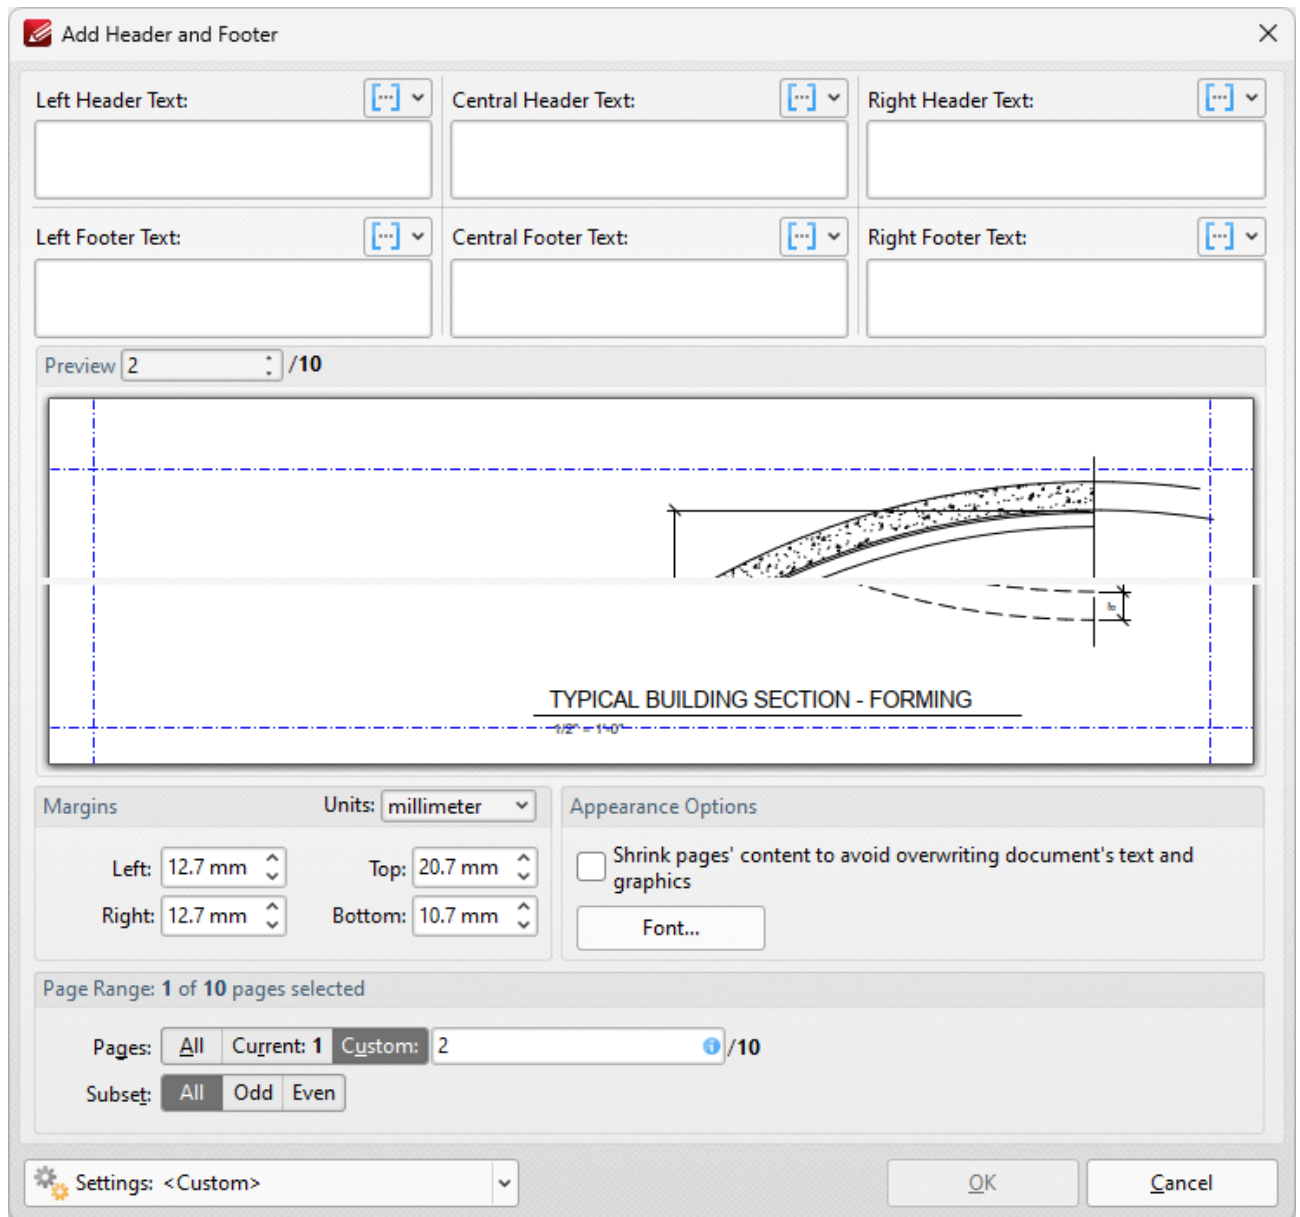 Add Header and Footer
Left Header Text:
Central Header Text:
Right Header Text:
Left Footer Text:
Central Footer Text:
Right Footer Text:
Preview 2 /10
TYPICAL BUILDING SECTION - FORMING
1/2" = 1'-0"
Margins Units: millimeter
Left: 12.7 mm Top: 20.7 mm
Right: 12.7 mm Bottom: 10.7 mm
Appearance Options
Shrink pages' content to avoid overwriting document's text and
graphics
Font...
Page Range: 1 of 10 pages selected
Pages: All Current: 1 Custom: 2 /10
Subset: All Odd Even
Settings: <Custom>
OK
Cancel